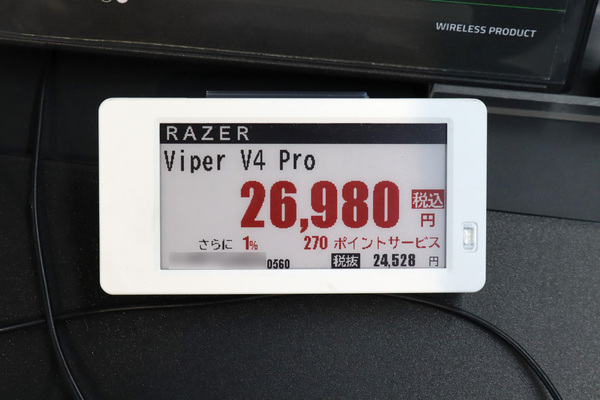 WIRELESS PRODUCT
RAZER
Viper V4 Pro
26,980 税込 円
さらに 1% 270 ポイントサービス
0560 税抜 24,528 円